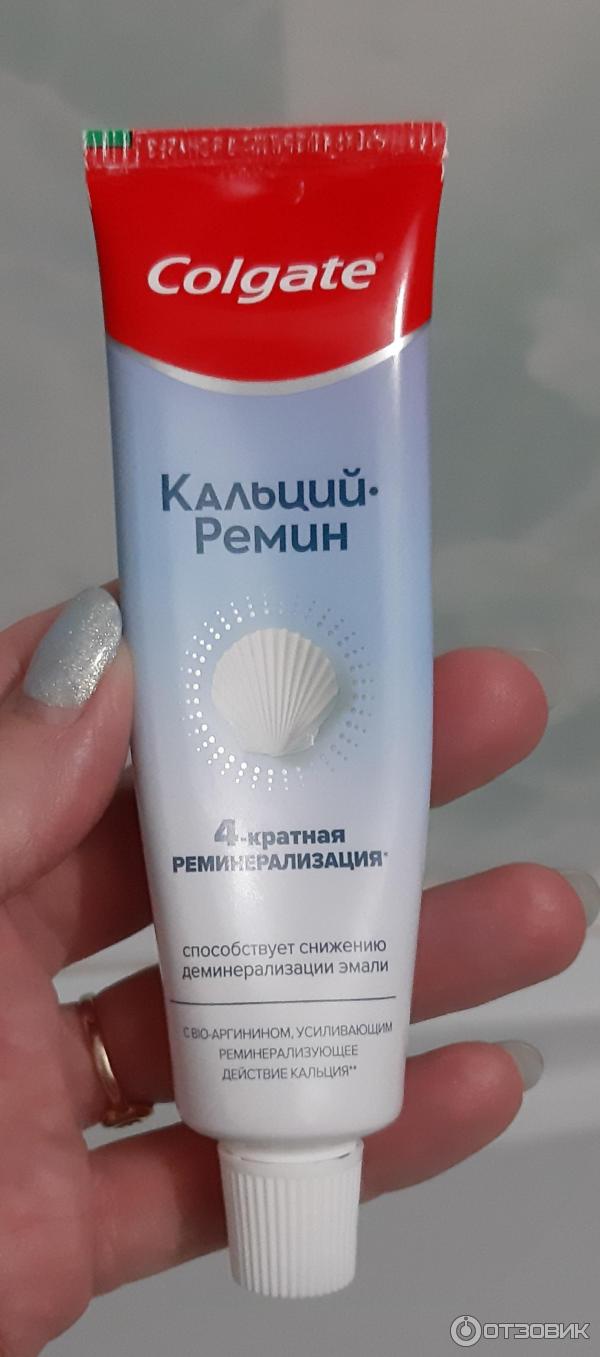 Colgate
Кальций·
Ремин
4-кратная
РЕМИНЕРАЛИЗАЦИЯ*
способствует снижению
деминерализации эмали
С BIO-АРГИНИНОМ, УСИЛИВАЮЩИМ
РЕМИНЕРАЛИЗУЮЩЕЕ
ДЕЙСТВИЕ КАЛЬЦИЯ**
ОТЗОВИК